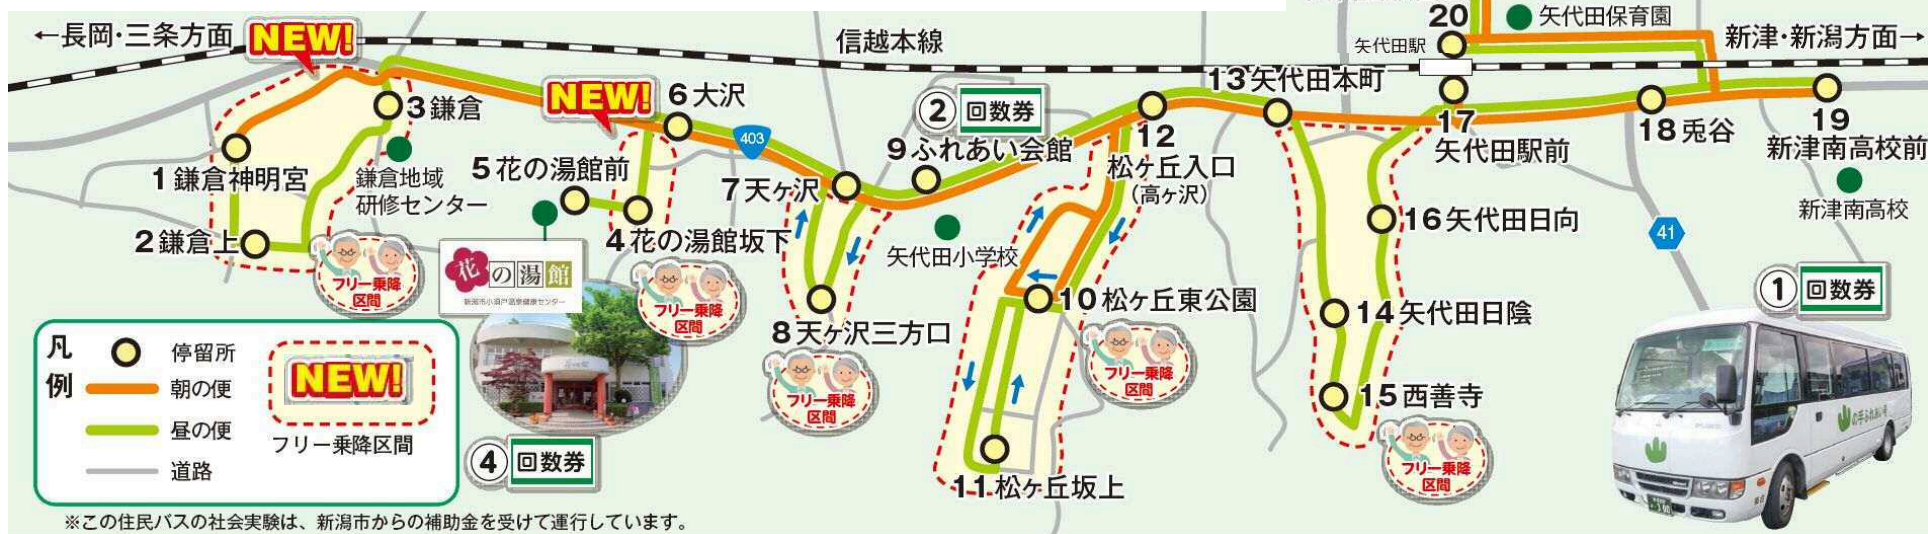 ←長岡・三条方面
NEW!
信越本線
20
矢代田保育園
矢代田駅
新津・新潟方面→
3 鎌倉
NEW!
6 大沢
403
② 回数券
13 矢代田本町
1 鎌倉神明宮
鎌倉地域
研修センター
5 花の湯館前
7 天ヶ沢
9 ふれあい会館
12
松ヶ丘入口
(高ヶ沢)
17
矢代田駅前
18 兎谷
19
新津南高校前
新津南高校
2 鎌倉上
フリー乗降
区間
花の湯館
4 花の湯館坂下
フリー乗降
区間
矢代田小学校
16 矢代田日向
41
① 回数券
8 天ヶ沢三方口
フリー乗降
区間
10 松ヶ丘東公園
フリー乗降
区間
14 矢代田日陰
15 西善寺
フリー乗降
区間
11 松ヶ丘坂上
④ 回数券
凡
例
停留所
朝の便
昼の便
道路
NEW!
フリー乗降区間
※この住民バスの社会実験は、新潟市からの補助金を受けて運行しています。